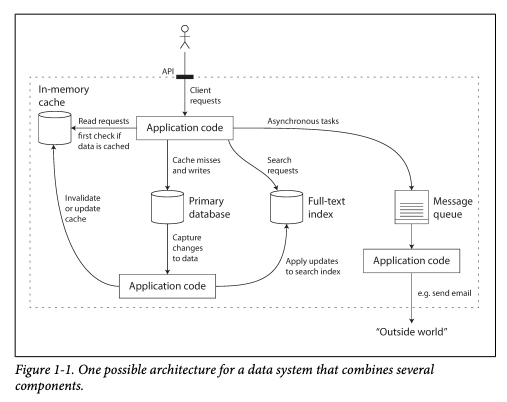 API
Client
requests
In-memory
cache
Read requests
first check if
data is cached
Application code
Asynchronous tasks
Cache misses
and writes
Search
requests
Invalidate
or update
cache
Primary
database
Full-text
index
Message
queue
Capture
changes
to data
Apply updates
to search index
Application code
Application code
e.g. send email
“Outside world”
Figure 1-1. One possible architecture for a data system that combines several
components.